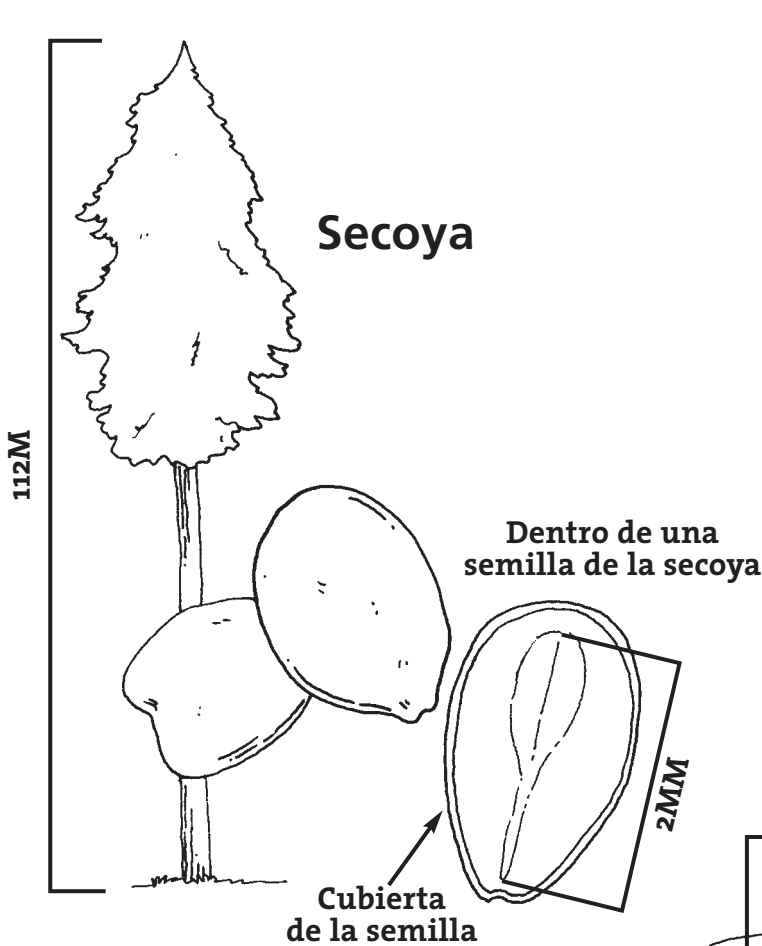 Secoya
112M
Dentro de una
semilla de la secoya
2MM
Cubierta
de la semilla